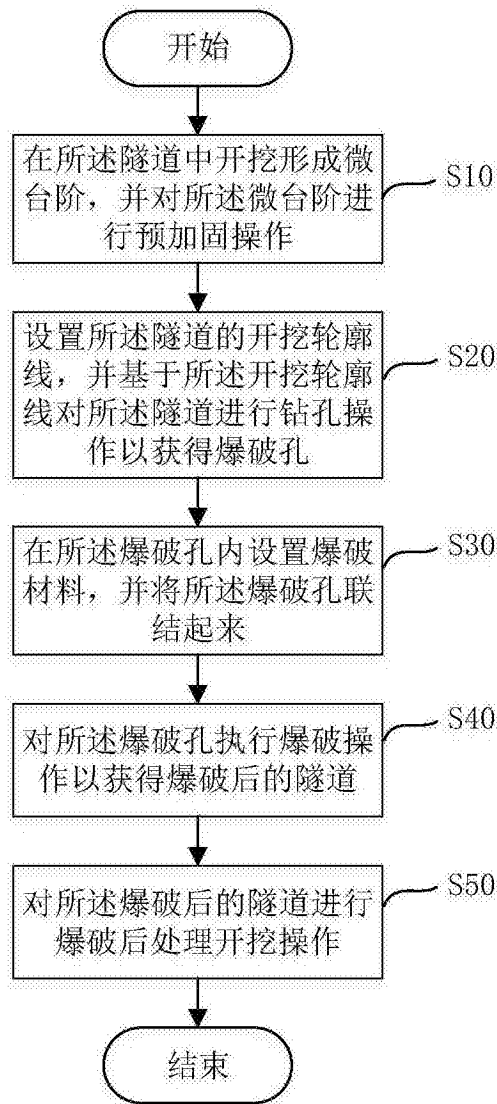 开始
在所述隧道中开挖形成微
台阶，并对所述微台阶进
行预加固操作
S10
设置所述隧道的开挖轮廓
线，并基于所述开挖轮廓
线对所述隧道进行钻孔操
作以获得爆破孔
S20
在所述爆破孔内设置爆破
材料，并将所述爆破孔联
结起来
S30
对所述爆破孔执行爆破操
作以获得爆破后的隧道
S40
对所述爆破后的隧道进行
爆破后处理开挖操作
S50
结束